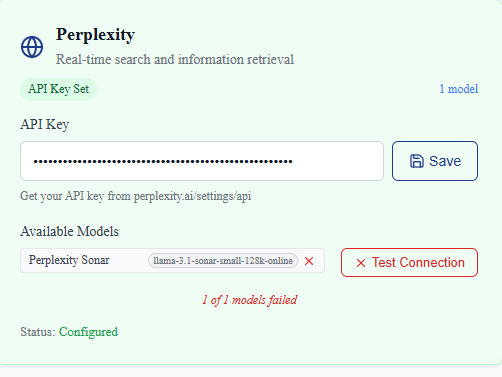 Perplexity
Real-time search and information retrieval
API Key Set
1 model
API Key
•••••••••••••••••••••••••••••••••••••••••••••••••••••
Save
Get your API key from perplexity.ai/settings/api
Available Models
Perplexity Sonar llama-3.1-sonar-small-128k-online
Test Connection
1 of 1 models failed
Status: Configured